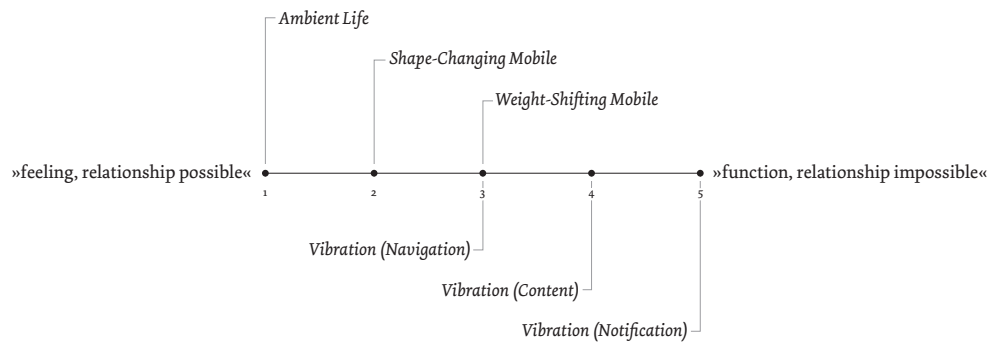 Ambient Life
Shape-Changing Mobile
Weight-Shifting Mobile
»feeling, relationship possible«
»function, relationship impossible«
1 2 3 4 5
Vibration (Navigation)
Vibration (Content)
Vibration (Notification)